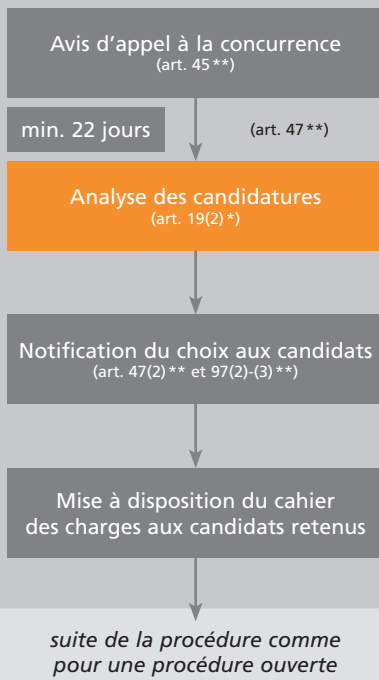 Avis d'appel à la concurrence
(art. 45**)
min. 22 jours
(art. 47**)
Analyse des candidatures
(art. 19(2)*)
Notification du choix aux candidats
(art. 47(2)** et 97(2)-(3)**)
Mise à disposition du cahier
des charges aux candidats retenus
suite de la procédure comme
pour une procédure ouverte